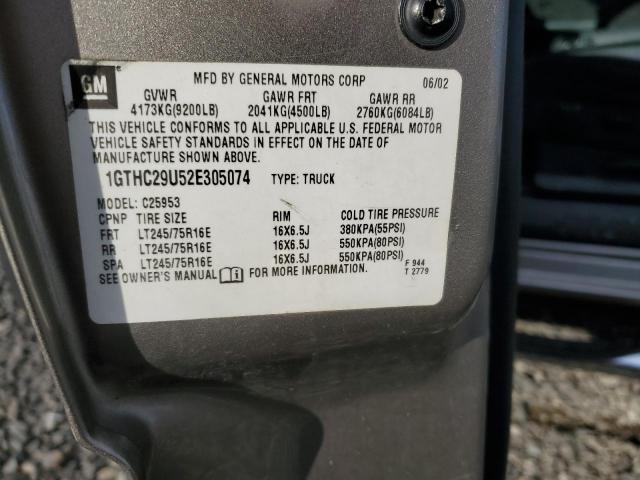 GM
MFD BY GENERAL MOTORS CORP 06/02
GVWR GAWR FRT GAWR RR
4173KG(9200LB) 2041KG(4500LB) 2760KG(6084LB)
THIS VEHICLE CONFORMS TO ALL APPLICABLE U.S. FEDERAL MOTOR
VEHICLE SAFETY STANDARDS IN EFFECT ON THE DATE OF
MANUFACTURE SHOWN ABOVE.
1GTHC29U52E305074 TYPE: TRUCK
MODEL: C25953
CPNP TIRE SIZE RIM COLD TIRE PRESSURE
FRT LT245/75R16E 16X6.5J 380KPA(55PSI)
RR LT245/75R16E 16X6.5J 550KPA(80PSI)
SPA LT245/75R16E 16X6.5J 550KPA(80PSI)
SEE OWNER'S MANUAL FOR MORE INFORMATION. F 944
T 2779